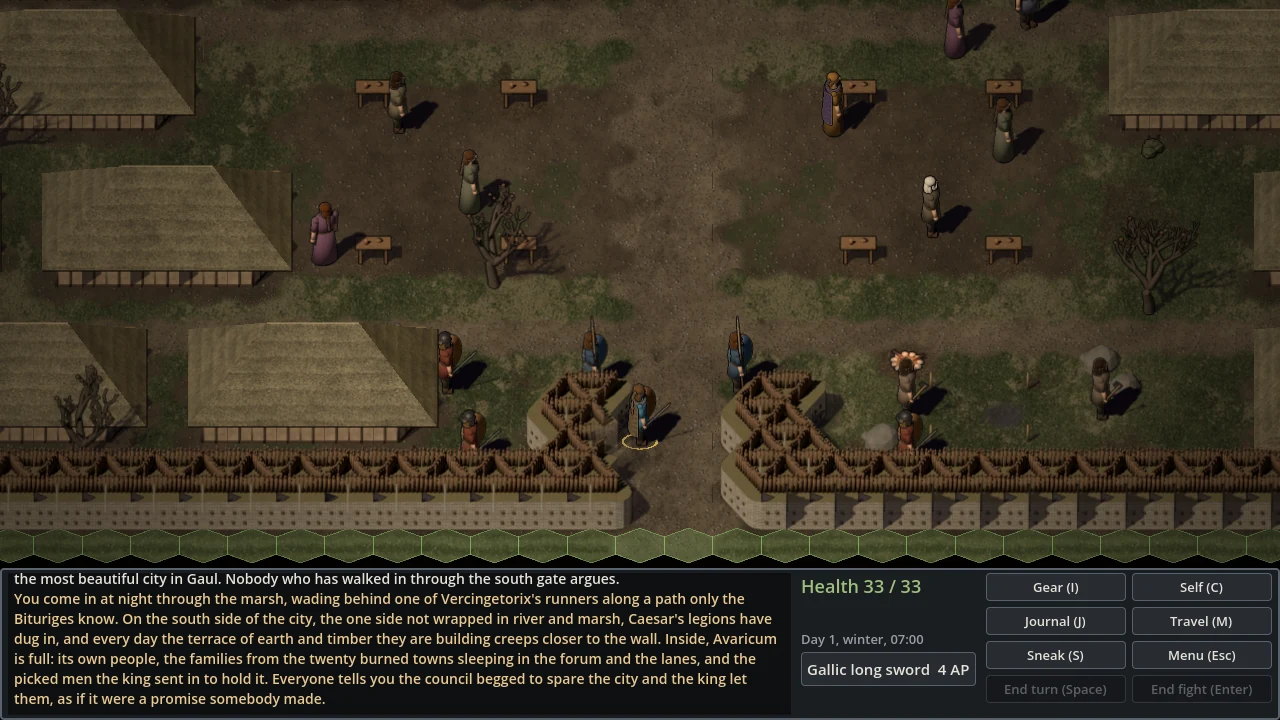 the most beautiful city in Gaul. Nobody who has walked in through the south gate argues.
You come in at night through the marsh, wading behind one of Vercingetorix's runners along a path only the
Bituriges know. On the south side of the city, the one side not wrapped in river and marsh, Caesar's legions have
dug in, and every day the terrace of earth and timber they are building creeps closer to the wall. Inside, Avaricum
is full: its own people, the families from the twenty burned towns sleeping in the forum and the lanes, and the
picked men the king sent in to hold it. Everyone tells you the council begged to spare the city and the king let
them, as if it were a promise somebody made.
Health 33 / 33
Day 1, winter, 07:00
Gallic long sword 4 AP
Gear (I)
Self (C)
Journal (J)
Travel (M)
Sneak (S)
Menu (Esc)
End turn (Space)
End fight (Enter)